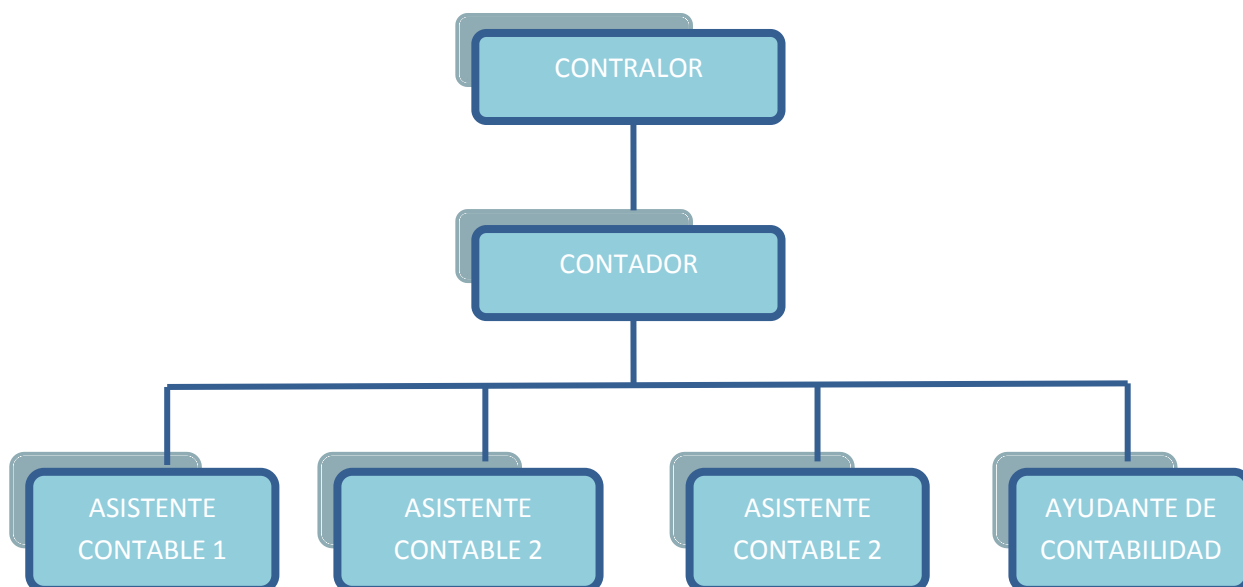 CONTRALOR
CONTADOR
ASISTENTE
CONTABLE 1
ASISTENTE
CONTABLE 2
ASISTENTE
CONTABLE 2
AYUDANTE DE
CONTABILIDAD